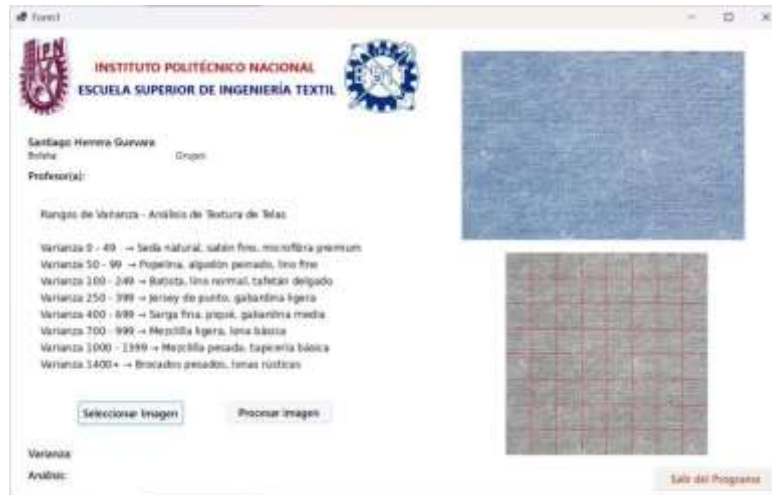 Form1
INSTITUTO POLITÉCNICO NACIONAL
ESCUELA SUPERIOR DE INGENIERÍA TEXTIL
Santiago Herrera Guevara
Boleta Grupo
Profesor(a):
Rangos de Varianza - Análisis de Textura de Telas
Varianza 0 - 49 → Seda natural, satén fino, microfibra premium
Varianza 50 - 99 → Popelina, algodón peinado, lino fino
Varianza 100 - 249 → Batista, lino normal, tafetán delgado
Varianza 250 - 399 → Jersey de punto, gabardina ligera
Varianza 400 - 699 → Sarga fina, piqué, gabardina media
Varianza 700 - 999 → Mezclilla ligera, lona básica
Varianza 1000 - 1399 → Mezclilla pesada, tapicería básica
Varianza 1400+ → Brocados pesados, lonas rústicas
Seleccionar Imagen Procesar Imagen
Varianza:
Análisis:
Salir del Programa